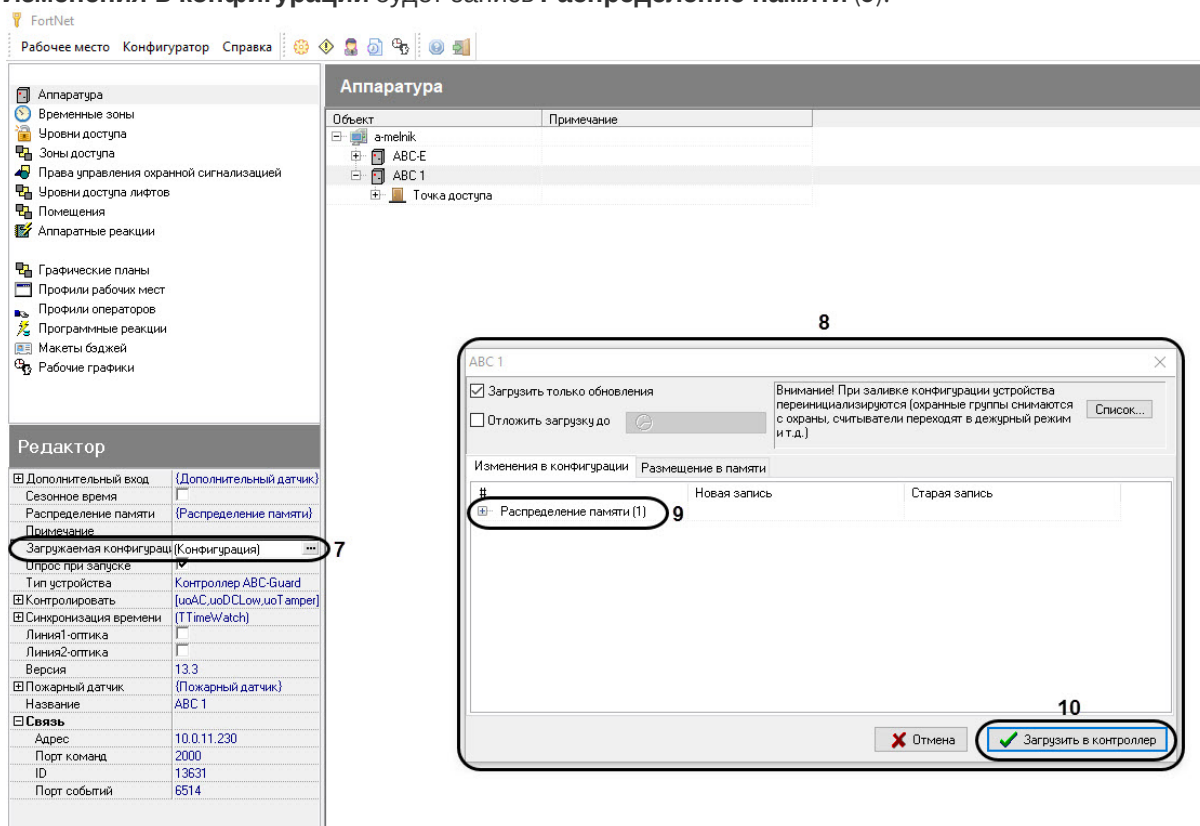 Изменения в конфигурации будет запись Распределение памяти (9).
FortNet
Рабочее место Конфигуратор Справка
Аппаратура
Временные зоны
Уровни доступа
Зоны доступа
Права управления охранной сигнализацией
Уровни доступа лифтов
Помещения
Аппаратные реакции
Графические планы
Профили рабочих мест
Профили операторов
Программные реакции
Макеты бэджей
Рабочие графики
Аппаратура
Объект Примечание
a-melnik
ABC-E
ABC 1
Точка доступа
Редактор
Дополнительный вход {Дополнительный датчик}
Сезонное время
Распределение памяти {Распределение памяти}
Примечание
Загружаемая конфигураци (Конфигурация) ...
7
Опрос при запуске
Тип устройства Контроллер ABC-Guard
Контролировать [uoAC,uoDCLow,uoTamper]
Синхронизация времени (TTimeWatch)
Линия1-оптика
Линия2-оптика
Версия 13.3
Пожарный датчик {Пожарный датчик}
Название ABC 1
Связь
Адрес 10.0.11.230
Порт команд 2000
ID 13631
Порт событий 6514
8
ABC 1
Загрузить только обновления
Отложить загрузку до
Внимание! При заливке конфигурации устройства
переинициализируются (охранные группы снимаются
с охраны, считыватели переходят в дежурный режим
и т.д.)
Список...
Изменения в конфигурации Размещение в памяти
# Новая запись Старая запись
Распределение памяти (1) 9
10
Отмена Загрузить в контроллер